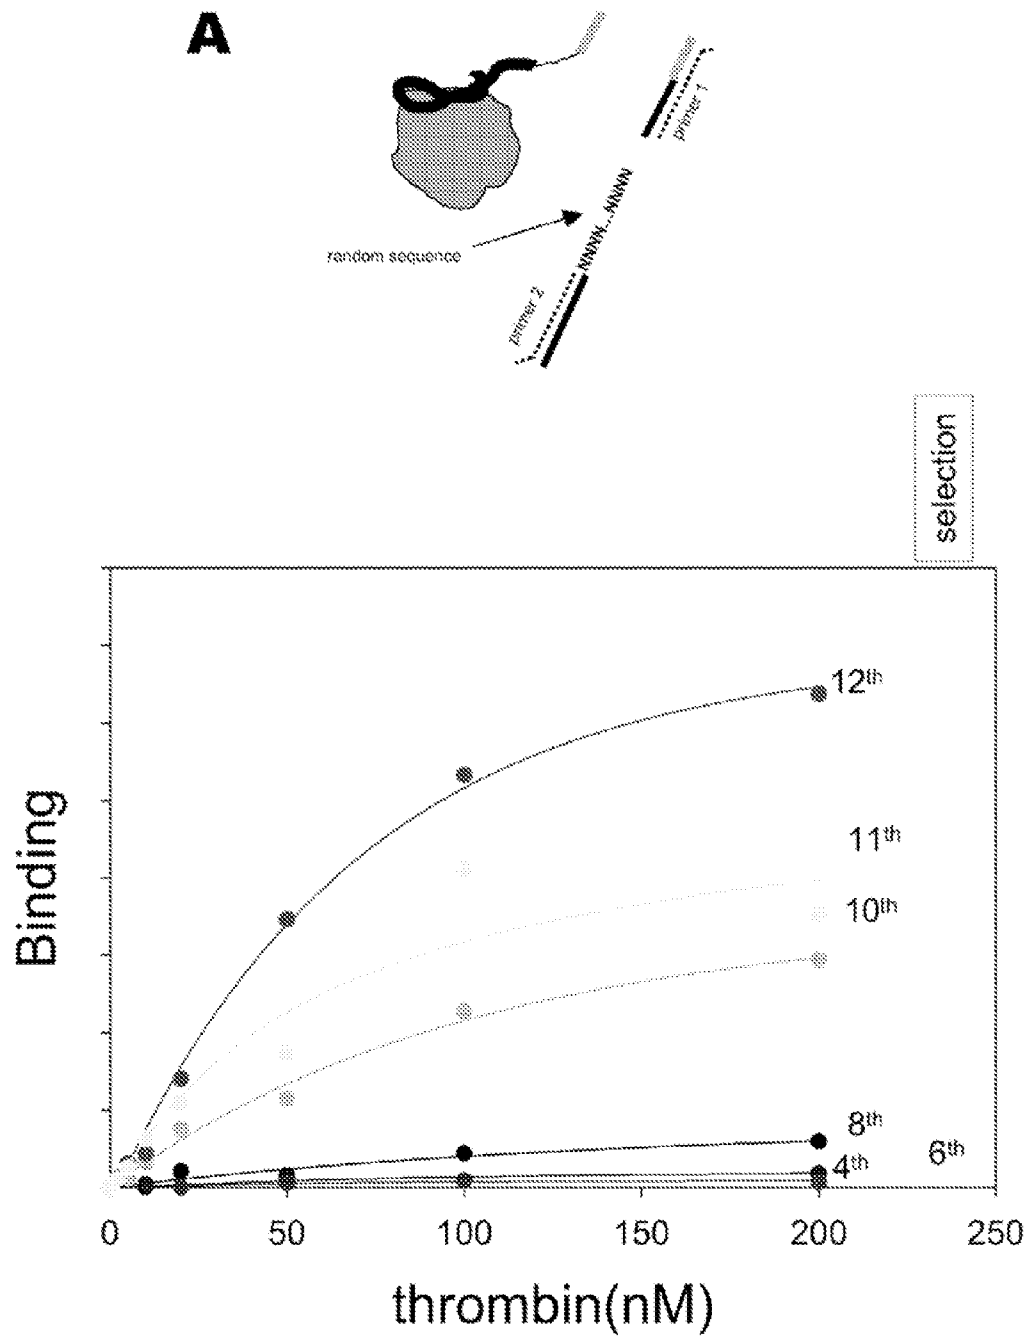 A
primer 1
NNNN...NNNN
random sequence
primer 2
selection
12th
11th
10th
8th
6th
4th
Binding
0 50 100 150 200 250
thrombin(nM)